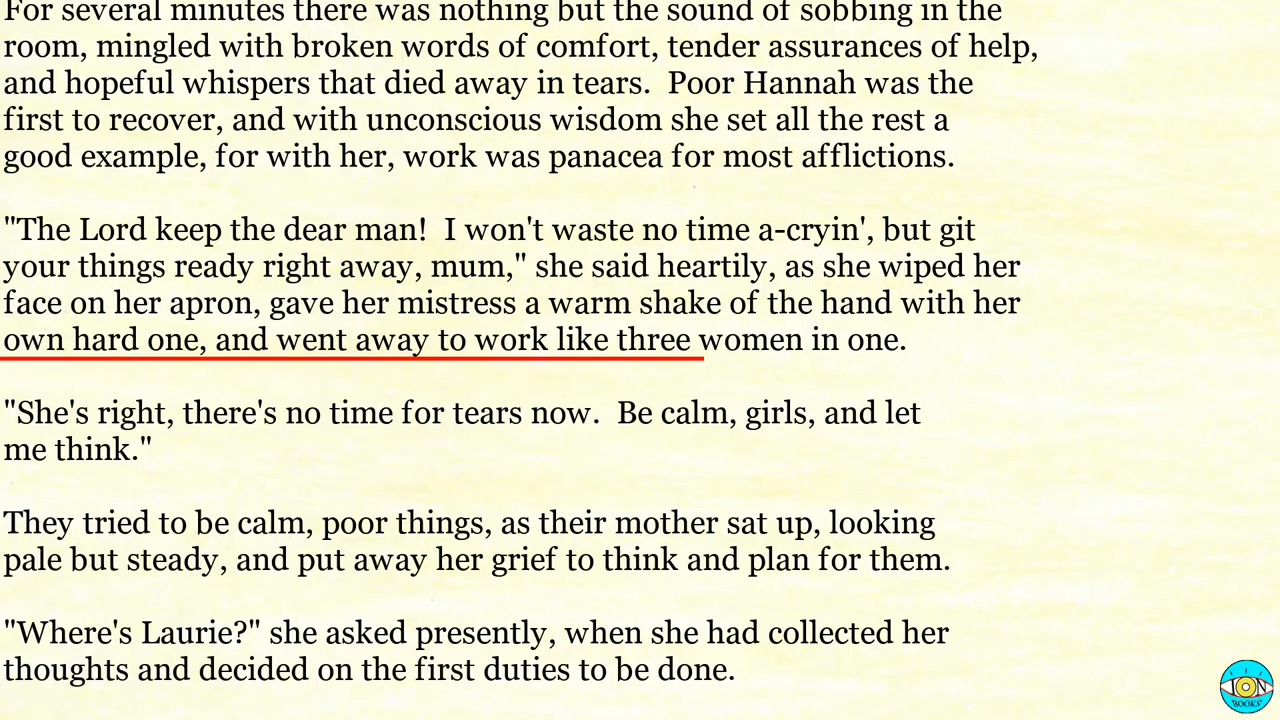 For several minutes there was nothing but the sound of sobbing in the
room, mingled with broken words of comfort, tender assurances of help,
and hopeful whispers that died away in tears.  Poor Hannah was the
first to recover, and with unconscious wisdom she set all the rest a
good example, for with her, work was panacea for most afflictions.
"The Lord keep the dear man!  I won't waste no time a-cryin', but git
your things ready right away, mum," she said heartily, as she wiped her
face on her apron, gave her mistress a warm shake of the hand with her
own hard one, and went away to work like three women in one.
"She's right, there's no time for tears now.  Be calm, girls, and let
me think."
They tried to be calm, poor things, as their mother sat up, looking
pale but steady, and put away her grief to think and plan for them.
"Where's Laurie?" she asked presently, when she had collected her
thoughts and decided on the first duties to be done.
ION
BOOKS